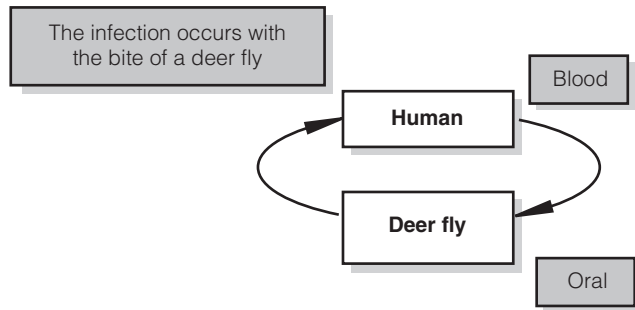 The infection occurs with
the bite of a deer fly
Blood
Human
Deer fly
Oral